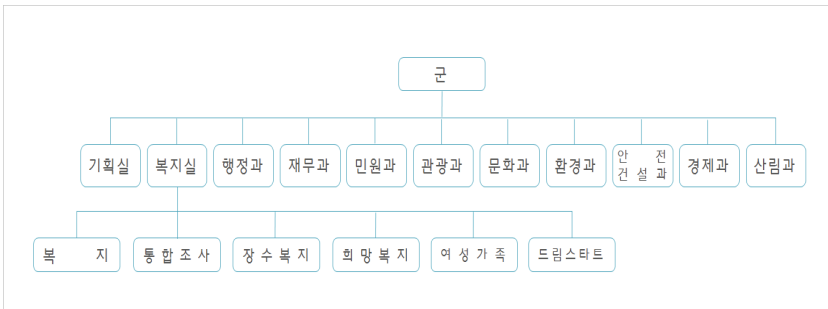 군
기획실 복지실 행정과 재무과 민원과 관광과 문화과 환경과 안 전 경제과 산림과
건 설 과
복 지 통 합 조 사 장 수 복 지 희 망 복 지 여 성 가 족 드림스타트